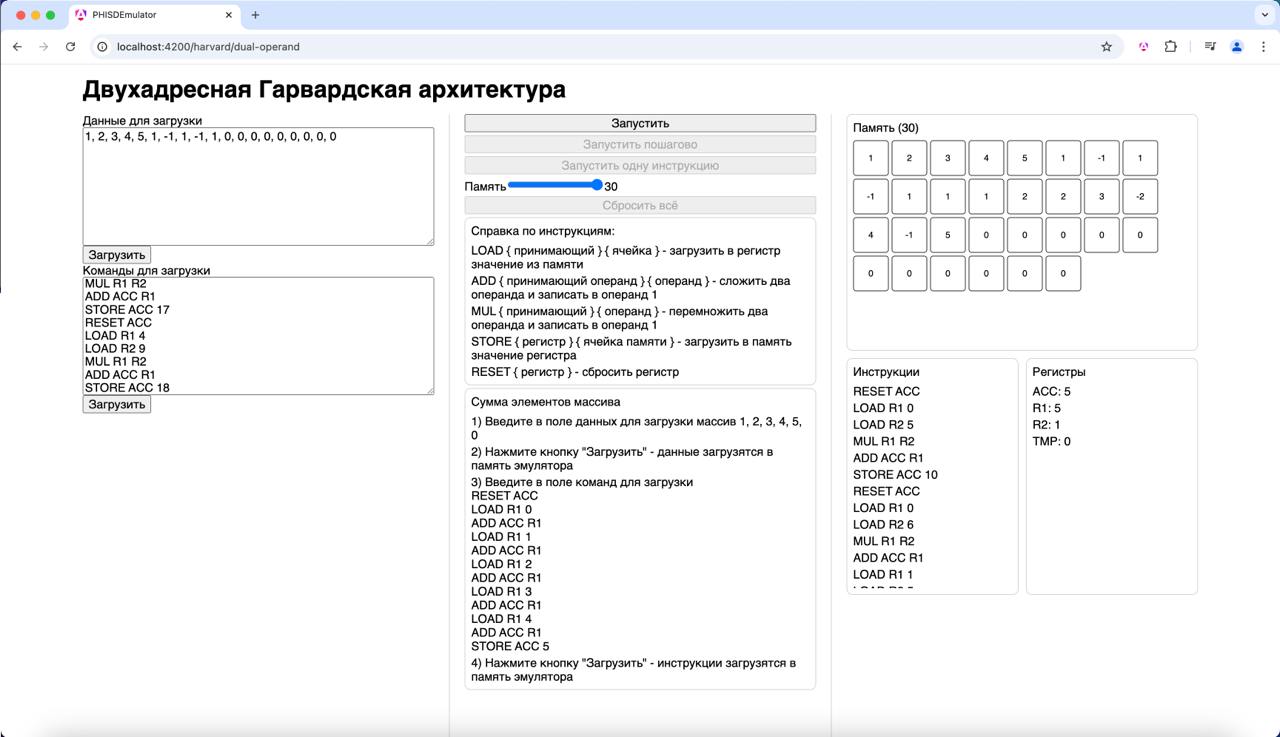 PHISDEmulator
localhost:4200/harvard/dual-operand
Двухадресная Гарвардская архитектура
Данные для загрузки
1, 2, 3, 4, 5, 1, -1, 1, -1, 1, 0, 0, 0, 0, 0, 0, 0, 0, 0
Загрузить
Команды для загрузки
MUL R1 R2
ADD ACC R1
STORE ACC 17
RESET ACC
LOAD R1 4
LOAD R2 9
MUL R1 R2
ADD ACC R1
STORE ACC 18
Загрузить
Запустить
Запустить пошагово
Запустить одну инструкцию
Память 30
Сбросить всё
Справка по инструкциям:
LOAD { принимающий } { ячейка } - загрузить в регистр
значение из памяти
ADD { принимающий операнд } { операнд } - сложить два
операнда и записать в операнд 1
MUL { принимающий } { операнд } - перемножить два
операнда и записать в операнд 1
STORE { регистр } { ячейка памяти } - загрузить в память
значение регистра
RESET { регистр } - сбросить регистр
Сумма элементов массива
1) Введите в поле данных для загрузки массив 1, 2, 3, 4, 5,
0
2) Нажмите кнопку "Загрузить" - данные загрузятся в
память эмулятора
3) Введите в поле команд для загрузки
RESET ACC
LOAD R1 0
ADD ACC R1
LOAD R1 1
ADD ACC R1
LOAD R1 2
ADD ACC R1
LOAD R1 3
ADD ACC R1
LOAD R1 4
ADD ACC R1
STORE ACC 5
4) Нажмите кнопку "Загрузить" - инструкции загрузятся в
память эмулятора
Память (30)
1 2 3 4 5 1 -1 1
-1 1 1 1 2 2 3 -2
4 -1 5 0 0 0 0 0
0 0 0 0 0 0
Инструкции
RESET ACC
LOAD R1 0
LOAD R2 5
MUL R1 R2
ADD ACC R1
STORE ACC 10
RESET ACC
LOAD R1 0
LOAD R2 6
MUL R1 R2
ADD ACC R1
LOAD R1 1
Регистры
ACC: 5
R1: 5
R2: 1
TMP: 0